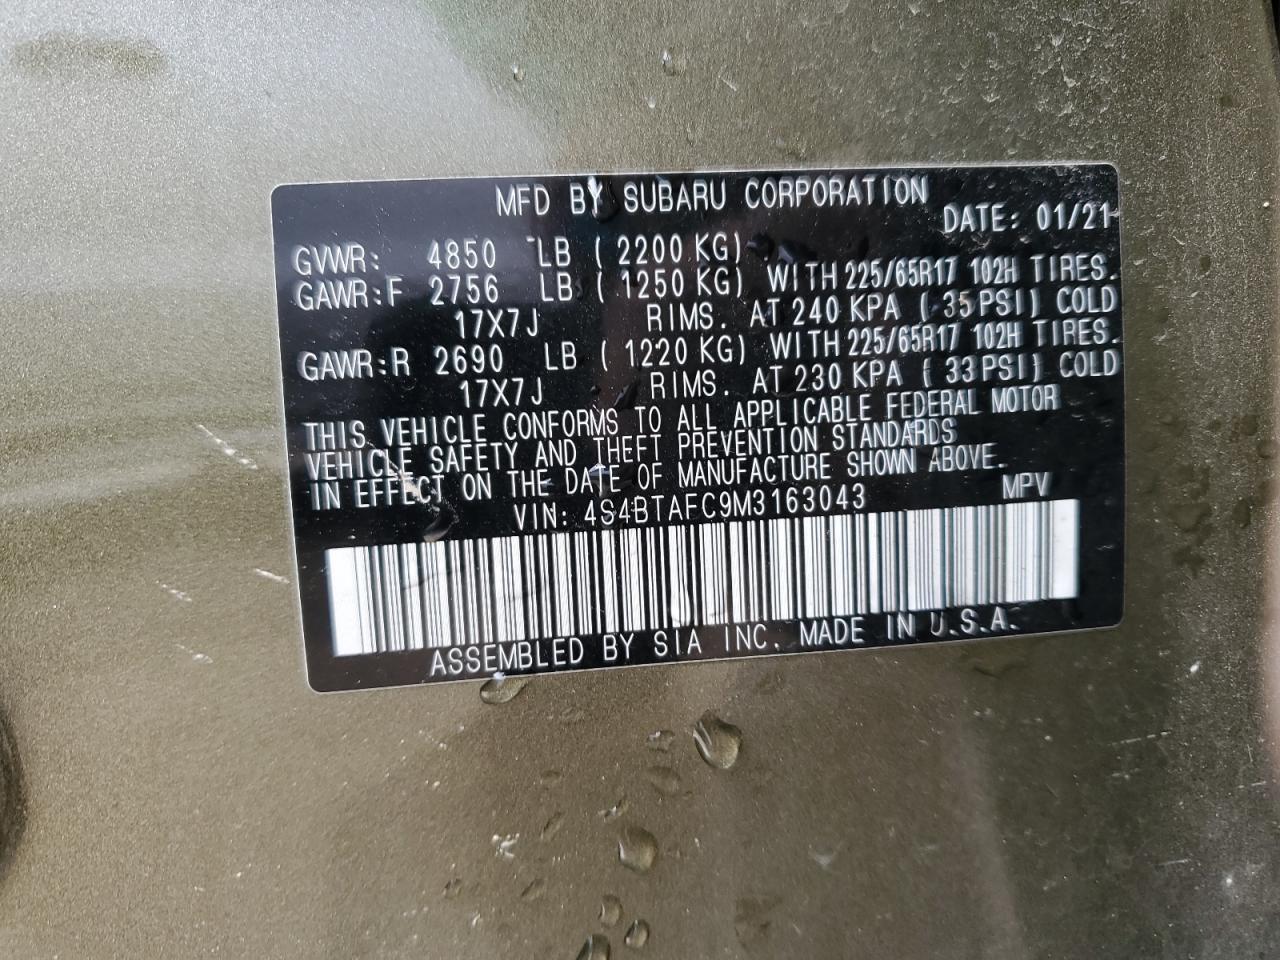 MFD BY SUBARU CORPORATION
DATE: 01/21
GVWR: 4850 LB ( 2200 KG)
GAWR:F 2756 LB ( 1250 KG) WITH 225/65R17 102H TIRES.
17X7J RIMS. AT 240 KPA ( 35 PSI) COLD
GAWR:R 2690 LB ( 1220 KG) WITH 225/65R17 102H TIRES.
17X7J RIMS. AT 230 KPA ( 33 PSI) COLD
THIS VEHICLE CONFORMS TO ALL APPLICABLE FEDERAL MOTOR
VEHICLE SAFETY AND THEFT PREVENTION STANDARDS
IN EFFECT ON THE DATE OF MANUFACTURE SHOWN ABOVE.
VIN: 4S4BTAFC9M3163043 MPV
ASSEMBLED BY SIA INC. MADE IN U.S.A.